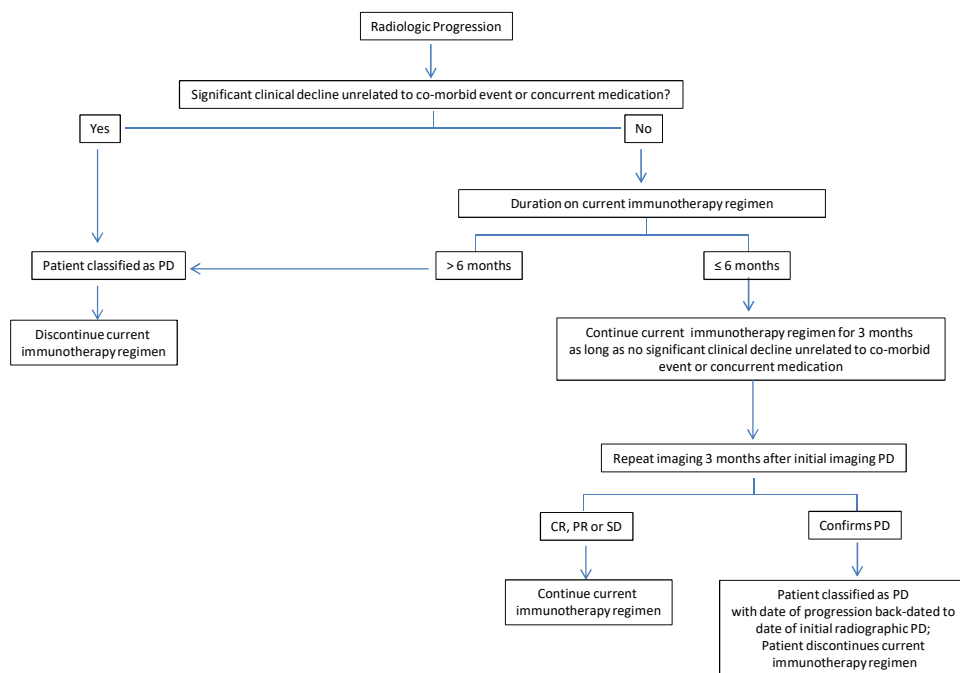 Radiologic Progression
Significant clinical decline unrelated to co-morbid event or concurrent medication?
Yes
No
Duration on current immunotherapy regimen
Patient classified as PD
> 6 months
≤ 6 months
Discontinue current
immunotherapy regimen
Continue current immunotherapy regimen for 3 months
as long as no significant clinical decline unrelated to co-morbid
event or concurrent medication
Repeat imaging 3 months after initial imaging PD
CR, PR or SD
Confirms PD
Continue current
immunotherapy regimen
Patient classified as PD
with date of progression back-dated to
date of initial radiographic PD;
Patient discontinues current
immunotherapy regimen